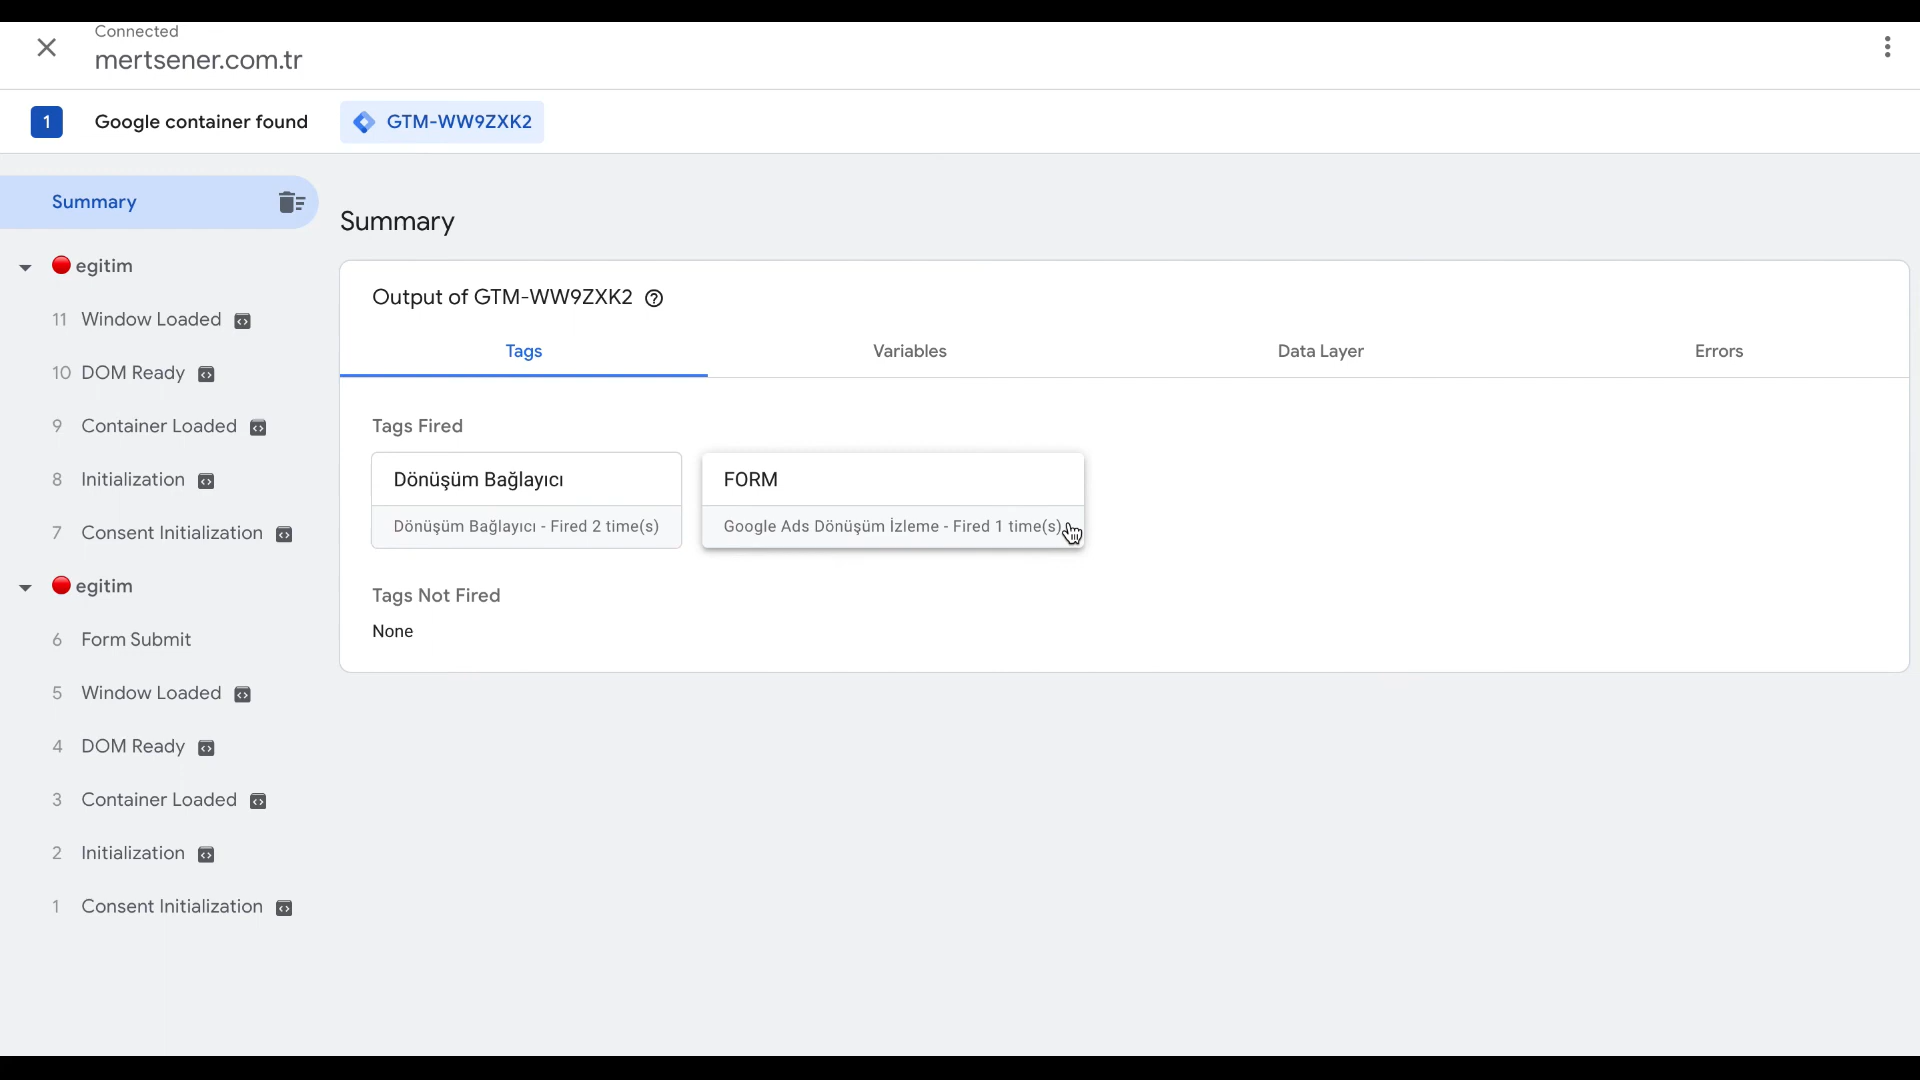 Connected
mertsener.com.tr
1 Google container found GTM-WW9ZXK2
Summary
egitim
11 Window Loaded
10 DOM Ready
9 Container Loaded
8 Initialization
7 Consent Initialization
egitim
6 Form Submit
5 Window Loaded
4 DOM Ready
3 Container Loaded
2 Initialization
1 Consent Initialization
Summary
Output of GTM-WW9ZXK2
Tags Variables Data Layer Errors
Tags Fired
Dönüşüm Bağlayıcı
Dönüşüm Bağlayıcı - Fired 2 time(s)
FORM
Google Ads Dönüşüm İzleme - Fired 1 time(s)
Tags Not Fired
None